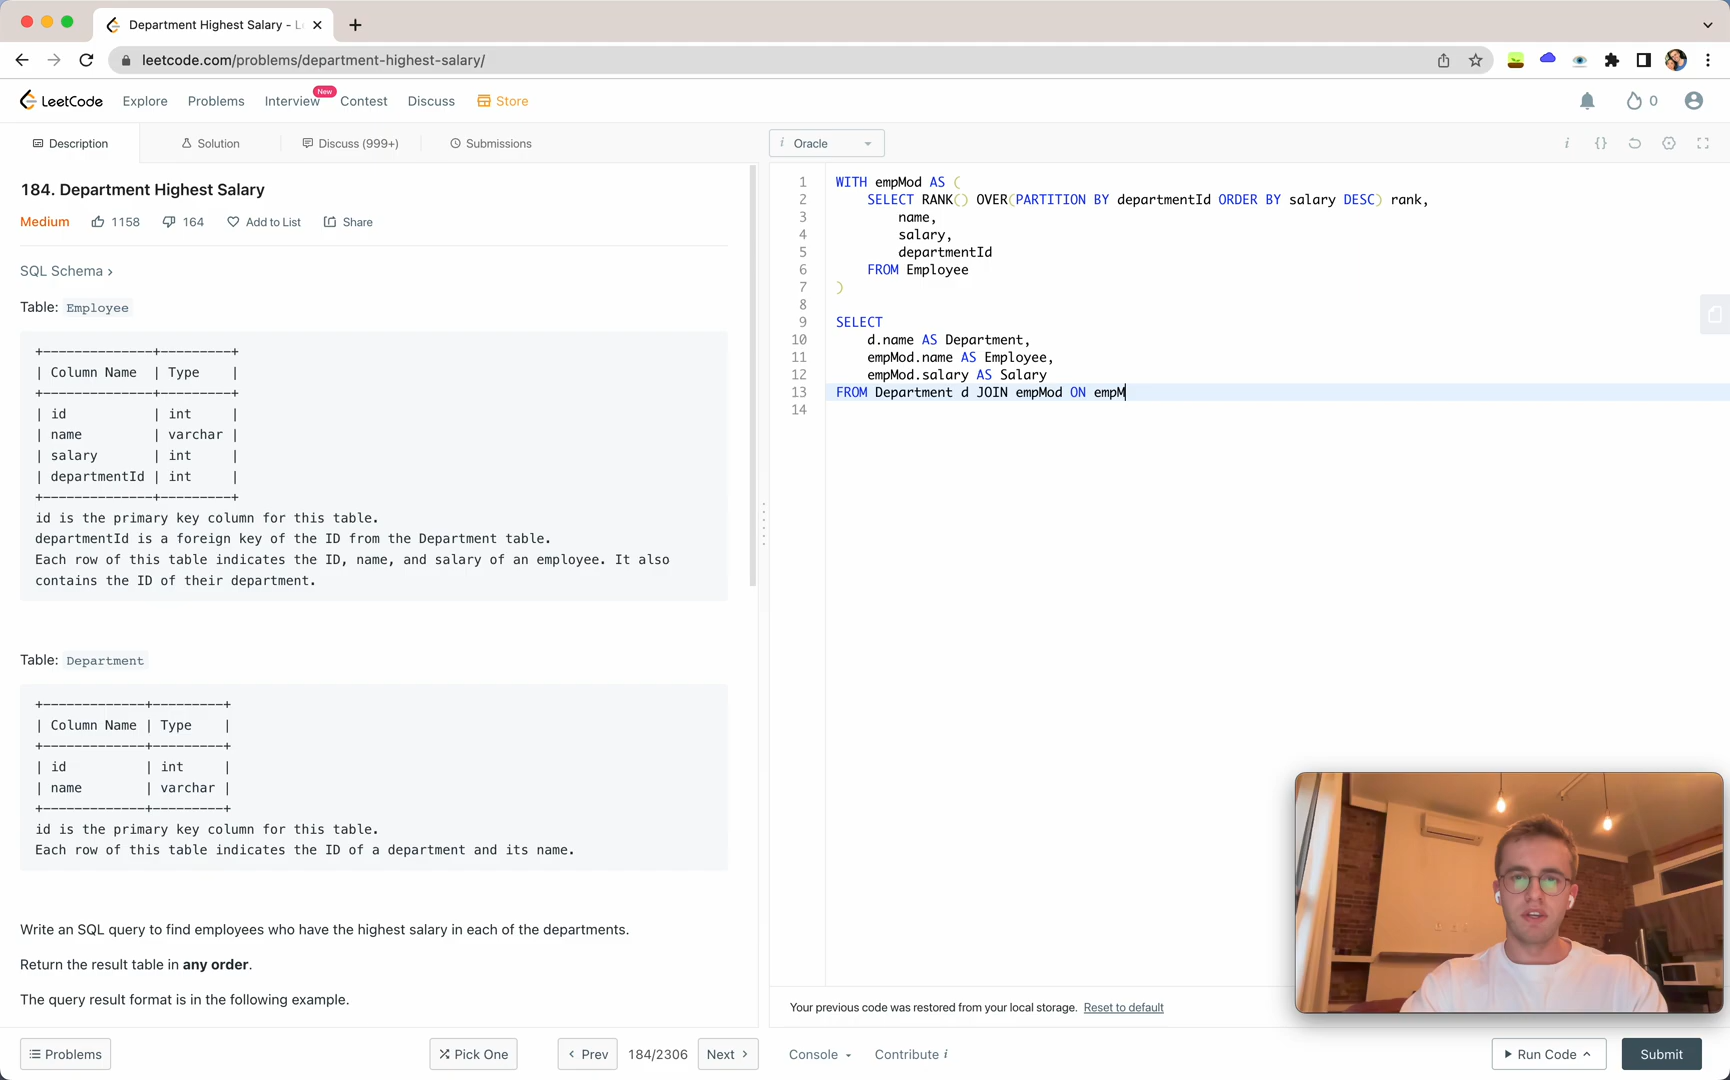 Department Highest Salary - L
leetcode.com/problems/department-highest-salary/
LeetCode Explore Problems Interview New Contest Discuss Store 0
Description Solution Discuss (999+) Submissions
i Oracle
184. Department Highest Salary
Medium 1158 164 Add to List Share
SQL Schema >
Table: Employee
+--------------+---------+
| Column Name | Type |
+--------------+---------+
| id | int |
| name | varchar |
| salary | int |
| departmentId | int |
+--------------+---------+
id is the primary key column for this table.
departmentId is a foreign key of the ID from the Department table.
Each row of this table indicates the ID, name, and salary of an employee. It also
contains the ID of their department.
Table: Department
+-------------+---------+
| Column Name | Type |
+-------------+---------+
| id | int |
| name | varchar |
+-------------+---------+
id is the primary key column for this table.
Each row of this table indicates the ID of a department and its name.
Write an SQL query to find employees who have the highest salary in each of the departments.
Return the result table in any order.
The query result format is in the following example.
Problems Pick One < Prev 184/2306 Next >
1 WITH empMod AS (
2 SELECT RANK() OVER(PARTITION BY departmentId ORDER BY salary DESC) rank,
3 name,
4 salary,
5 departmentId
6 FROM Employee
7 )
8
9 SELECT
10 d.name AS Department,
11 empMod.name AS Employee,
12 empMod.salary AS Salary
13 FROM Department d JOIN empMod ON empM
14
Your previous code was restored from your local storage. Reset to default
Console Contribute i Run Code Submit